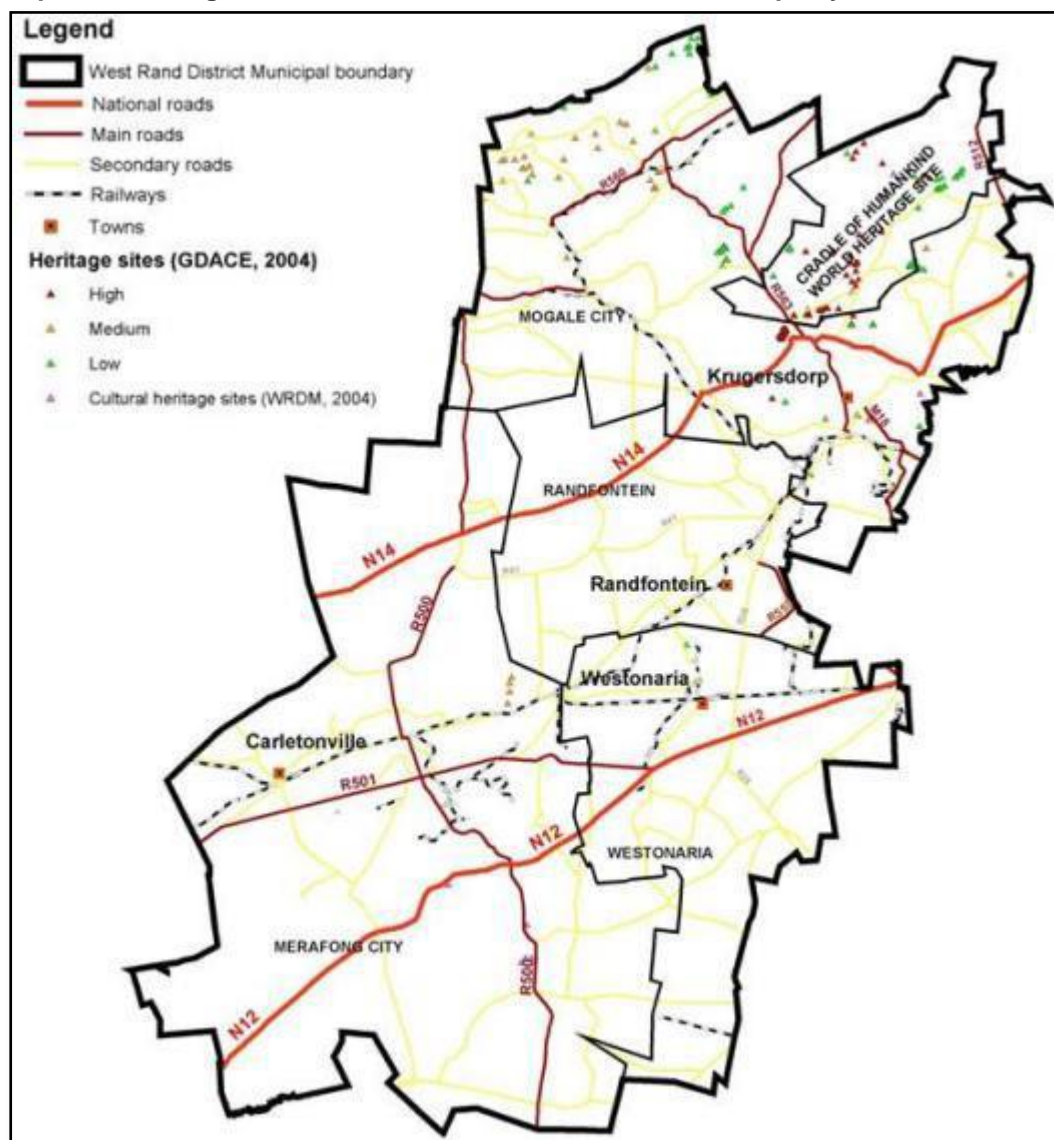 Legend
West Rand District Municipal boundary
National roads
Main roads
Secondary roads
Railways
Towns
Heritage sites (GDACE, 2004)
High
Medium
Low
Cultural heritage sites (WRDM, 2004)
R512
R560
CRADLE OF HUMANKIND
WORLD HERITAGE SITE
R563
MOGALE CITY
Krugersdorp
N14
RANDFONTEIN
N14
Randfontein
R500
Westonaria
N12
Carletonville
R501
N12
WESTONARIA
MERAFONG CITY
R500
N12